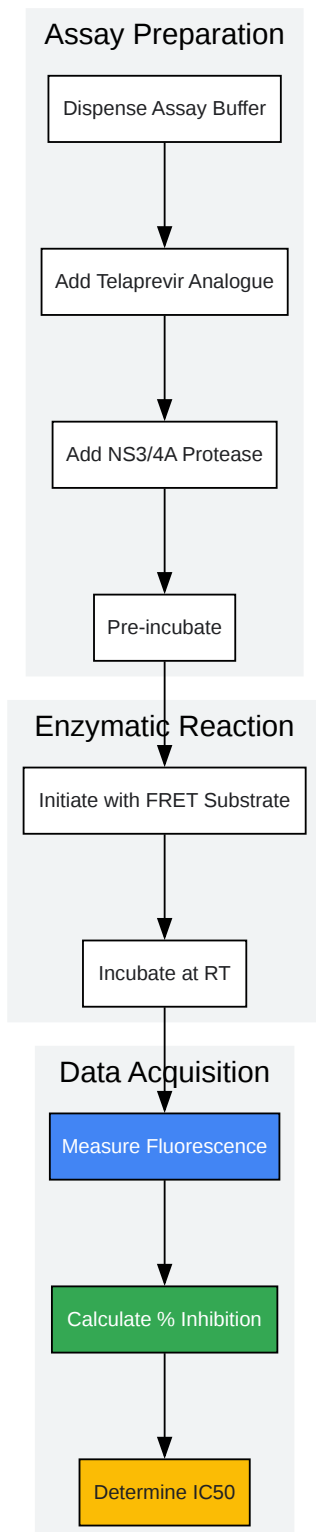 Assay Preparation
Dispense Assay Buffer
Add Telaprevir Analogue
Add NS3/4A Protease
Pre-incubate
Enzymatic Reaction
Initiate with FRET Substrate
Incubate at RT
Data Acquisition
Measure Fluorescence
Calculate % Inhibition
Determine IC50